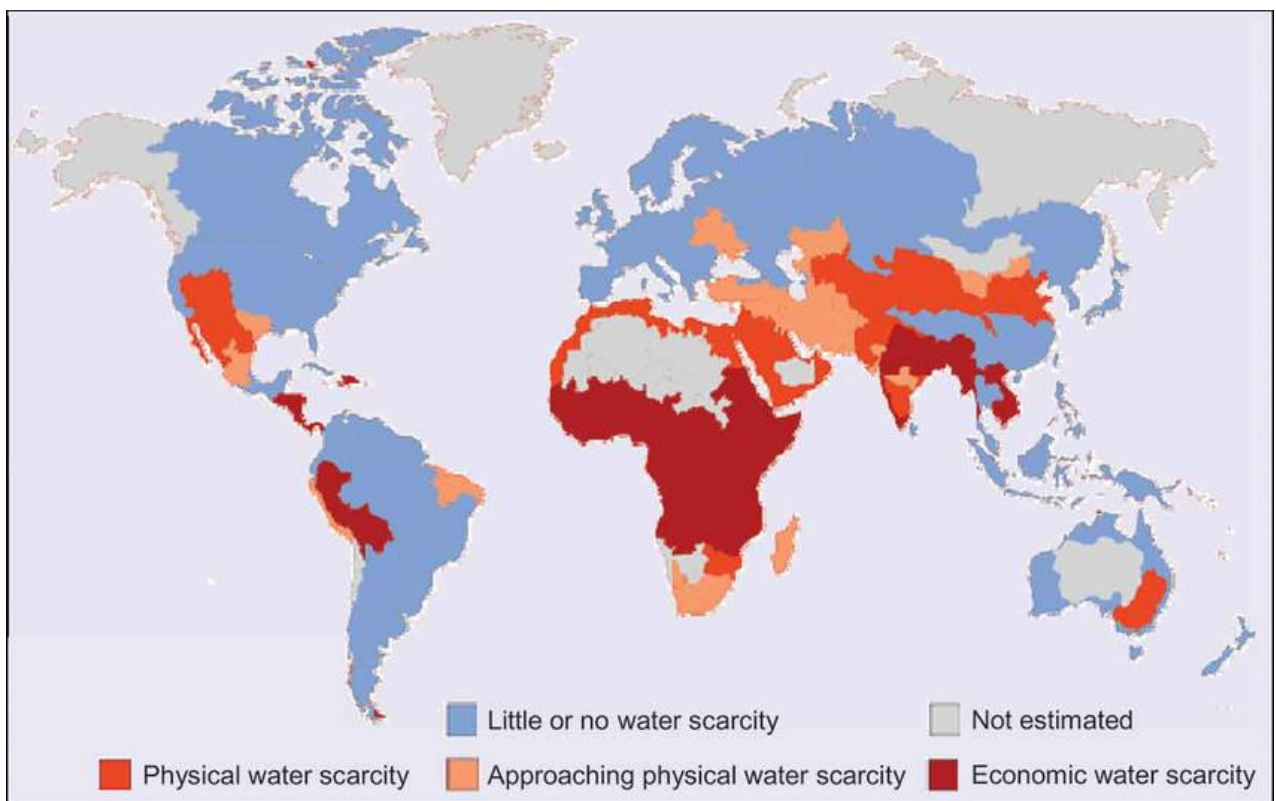 Little or no water scarcity
Not estimated
Physical water scarcity
Approaching physical water scarcity
Economic water scarcity